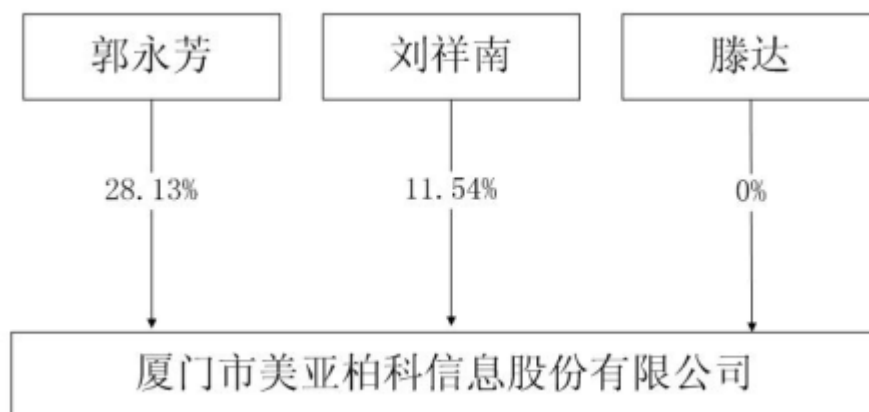 郭永芳
刘祥南
滕达
28.13%
11.54%
0%
厦门市美亚柏科信息股份有限公司